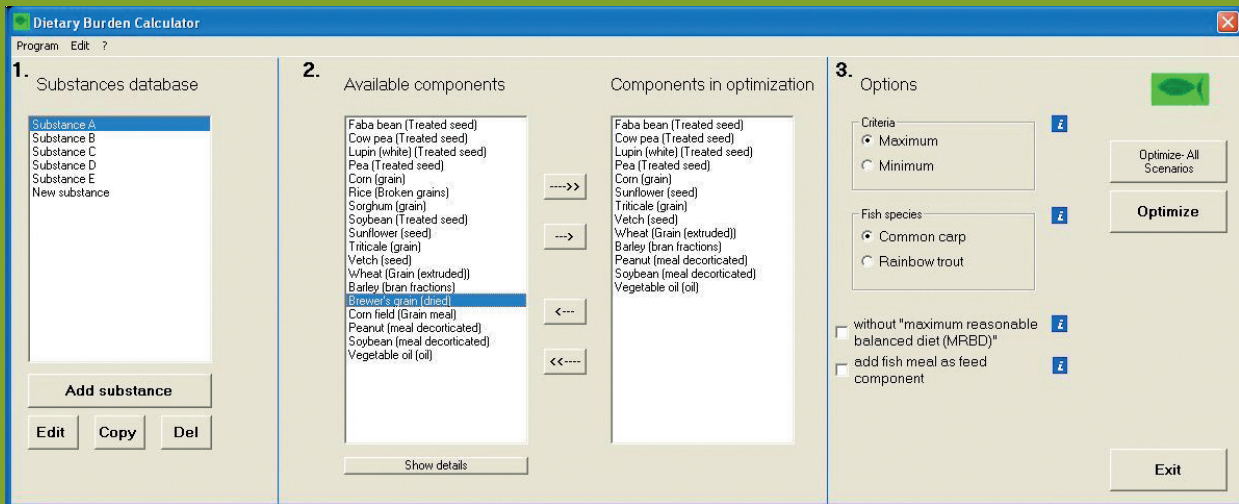 Dietary Burden Calculator
Program Edit ?
1.
Substances database
Substance A
Substance B
Substance C
Substance D
Substance E
New substance
Add substance
Edit Copy Del
2.
Available components
Faba bean (Treated seed)
Cow pea (Treated seed)
Lupin (white) (Treated seed)
Pea (Treated seed)
Corn (grain)
Rice (Broken grains)
Sorghum (grain)
Soybean (Treated seed)
Sunflower (seed)
Triticale (grain)
Vetch (seed)
Wheat (Grain (extruded))
Barley (bran fractions)
Brewer's grain (dried)
Corn field (Grain meal)
Peanut (meal decorticated)
Soybean (meal decorticated)
Vegetable oil (oil)
Show details
---->>
--->
<---
<<----
Components in optimization
Faba bean (Treated seed)
Cow pea (Treated seed)
Lupin (white) (Treated seed)
Pea (Treated seed)
Corn (grain)
Sunflower (seed)
Triticale (grain)
Vetch (seed)
Wheat (Grain (extruded))
Barley (bran fractions)
Peanut (meal decorticated)
Soybean (meal decorticated)
Vegetable oil (oil)
3.
Options
Criteria
i
Maximum
Minimum
Fish species
i
Common carp
Rainbow trout
without "maximum reasonable
balanced diet (MRBD)"
i
add fish meal as feed
component
i
Optimize- All
Scenarios
Optimize
Exit